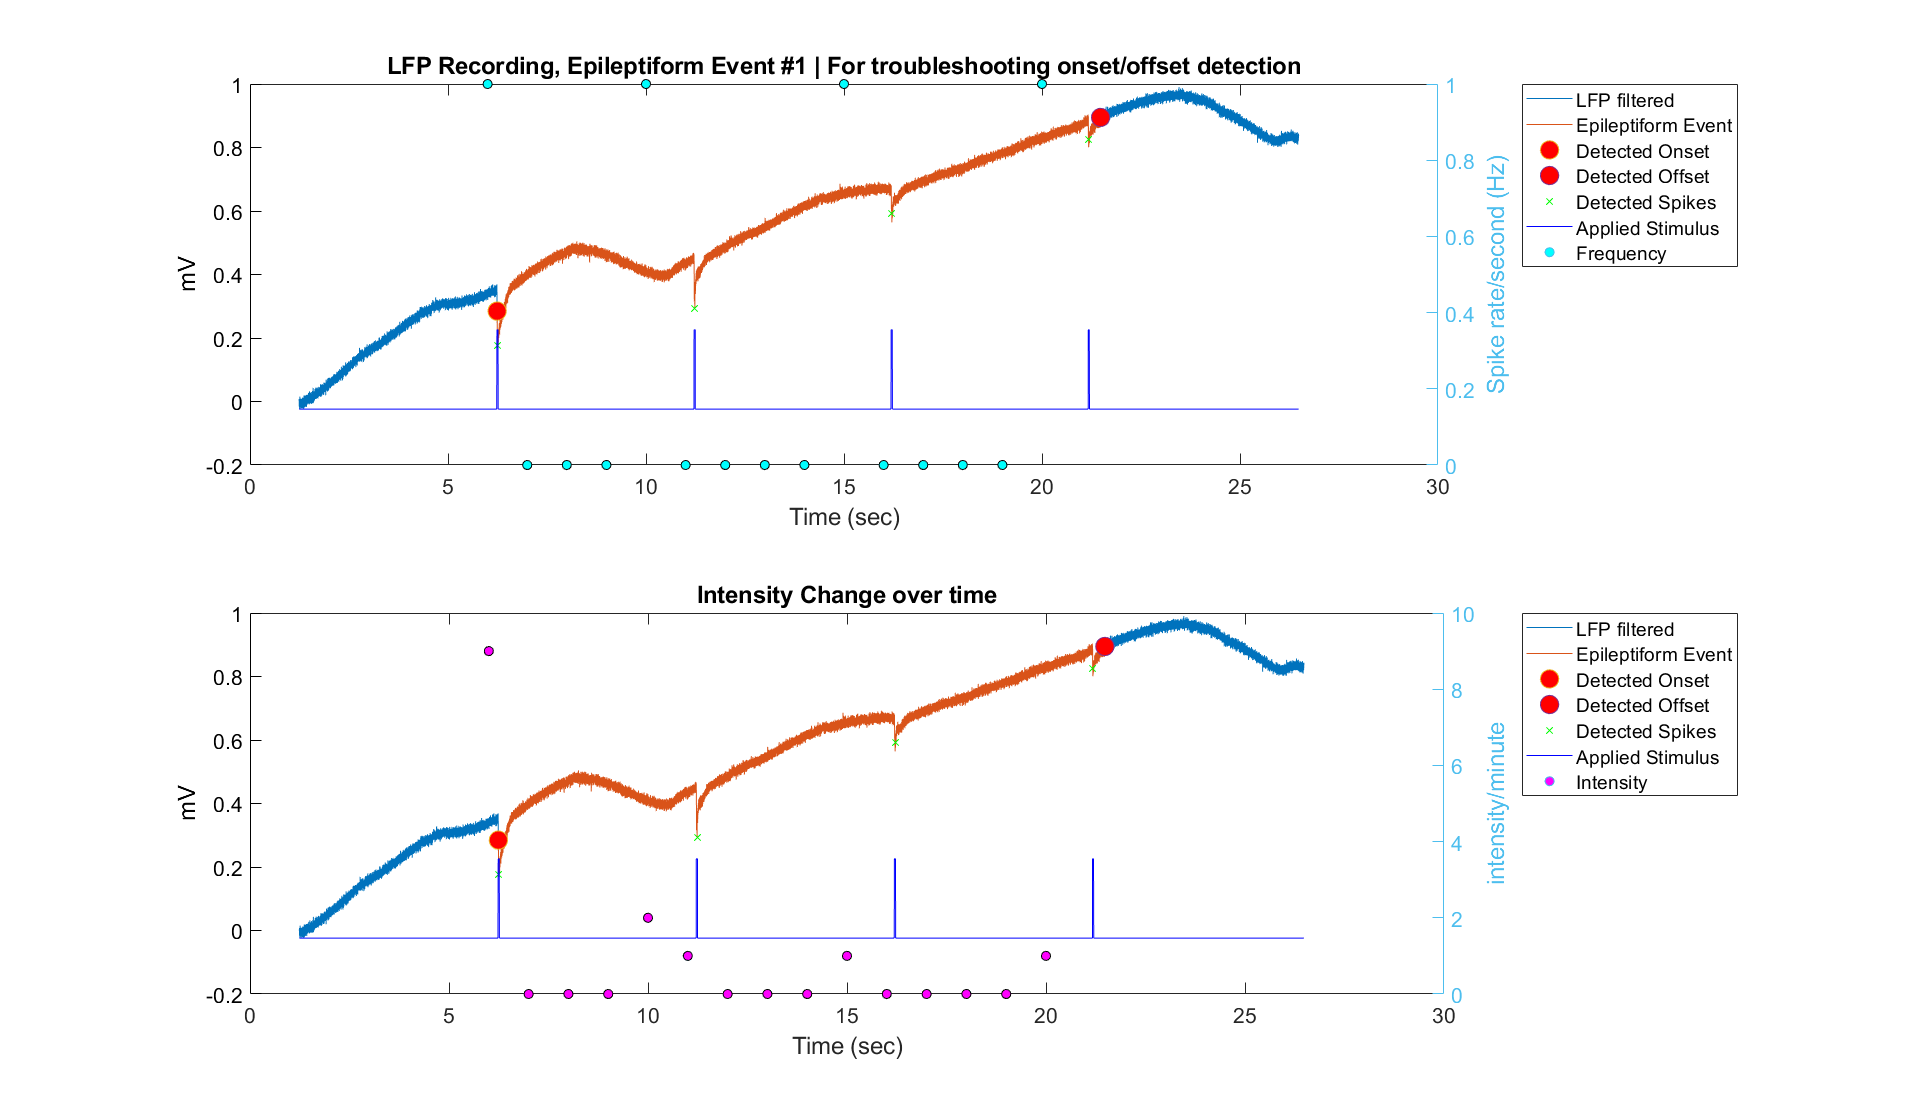 LFP Recording, Epileptiform Event #1 | For troubleshooting onset/offset detection
1
0.8
0.6
0.4
0.2
0
-0.2
mV
0
5
10
15
20
25
30
Time (sec)
1
0.8
0.6
0.4
0.2
0
Spike rate/second (Hz)
LFP filtered
Epileptiform Event
Detected Onset
Detected Offset
Detected Spikes
Applied Stimulus
Frequency
Intensity Change over time
1
0.8
0.6
0.4
0.2
0
-0.2
mV
0
5
10
15
20
25
30
Time (sec)
10
8
6
4
2
0
intensity/minute
LFP filtered
Epileptiform Event
Detected Onset
Detected Offset
Detected Spikes
Applied Stimulus
Intensity